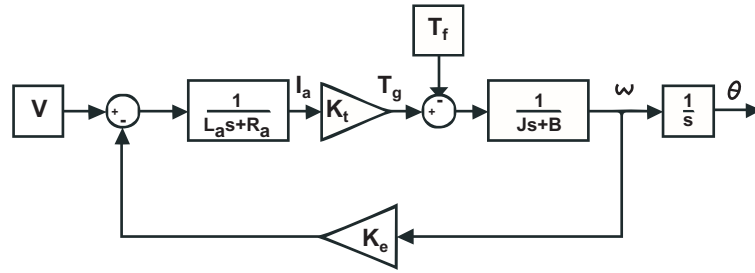 T_f
V
+
-
1
L_a s+R_a
I_a
K_t
T_g
-
+
1
Js+B
ω
1
s
θ
K_e